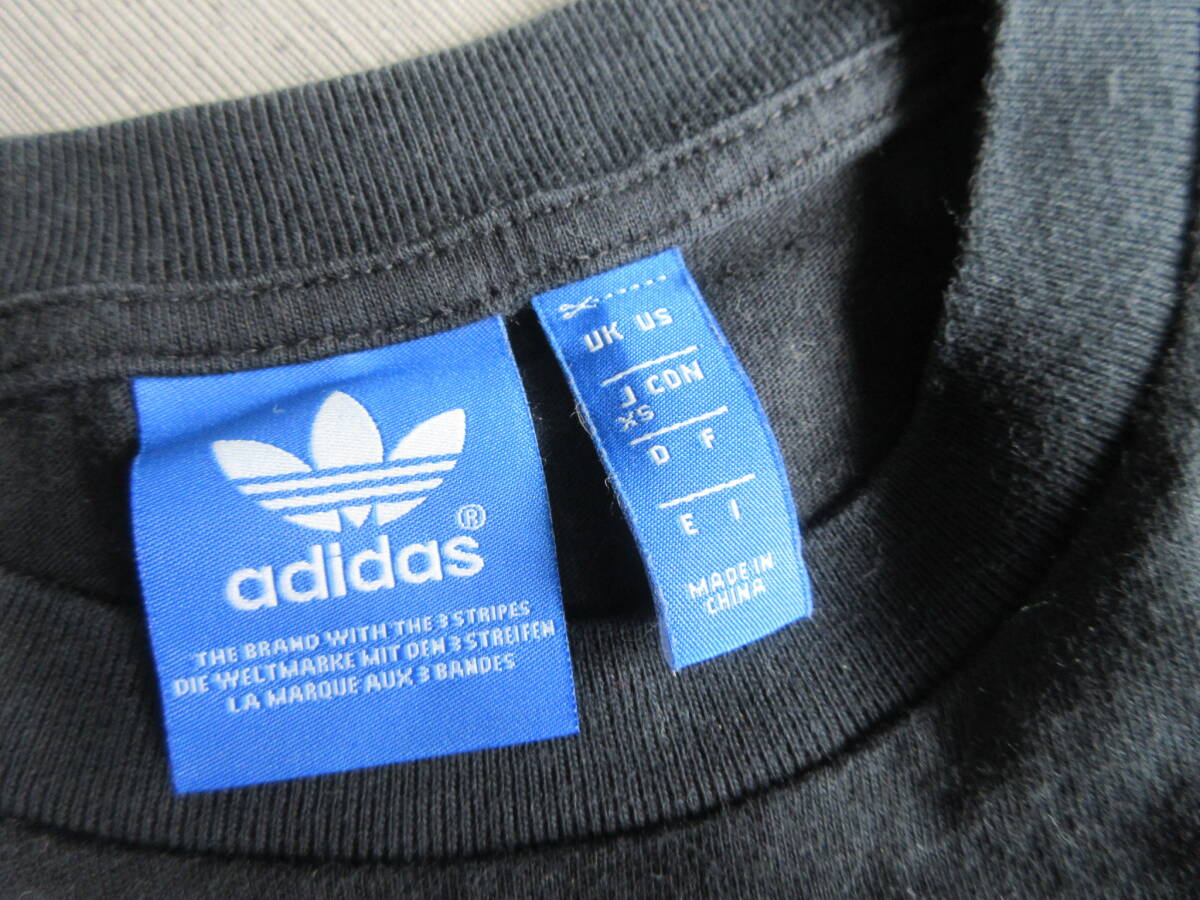 adidas®
THE BRAND WITH THE 3 STRIPES
DIE WELTMARKE MIT DEN 3 STREIFEN
LA MARQUE AUX 3 BANDES
UK US
J CDN
XS
D F
E I
MADE IN
CHINA